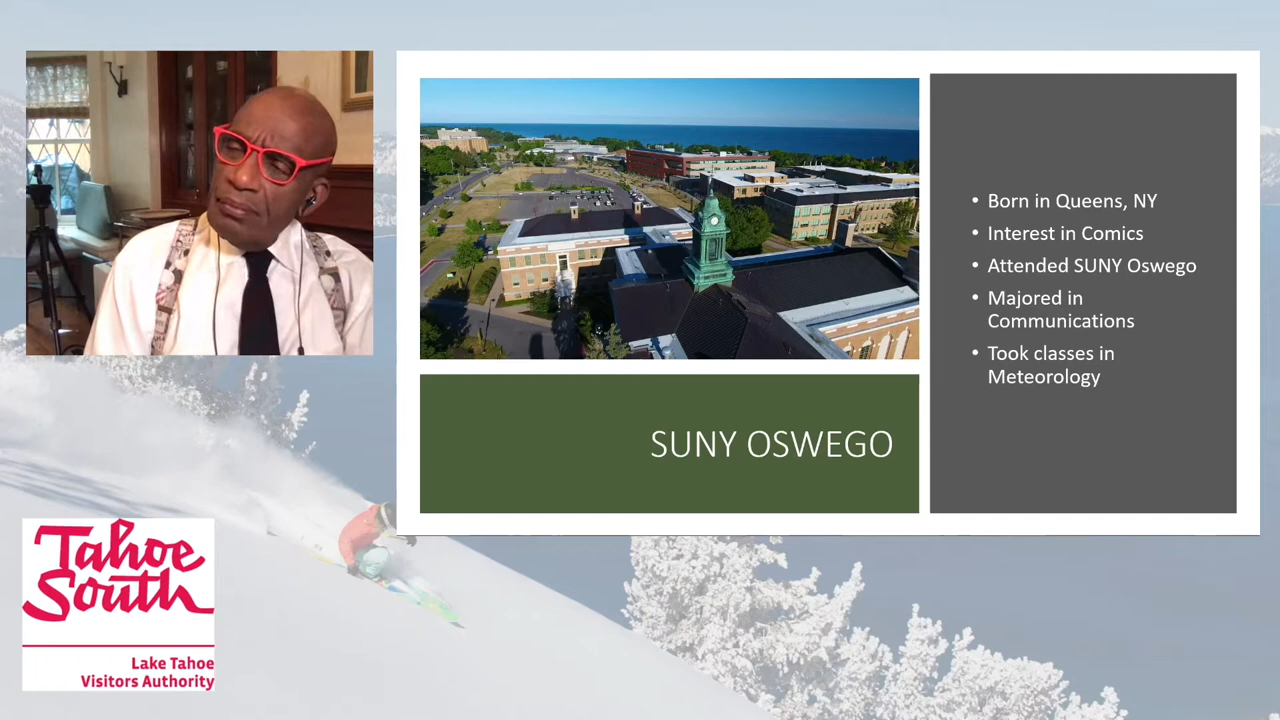 SUNY OSWEGO
• Born in Queens, NY
• Interest in Comics
• Attended SUNY Oswego
• Majored in
Communications
• Took classes in
Meteorology
Tahoe
South
Lake Tahoe
Visitors Authority